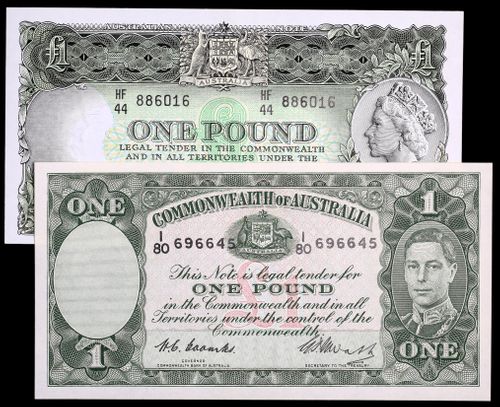 AUSTRALIAN NOTE
£1 £1
AUSTRALIA
HF
44 886016 HF
44 886016
ONE POUND
LEGAL TENDER IN THE COMMONWEALTH
AND IN ALL TERRITORIES UNDER THE
COMMONWEALTH OF AUSTRALIA
ONE 1
I
80 696645 I
80 696645
This Note is legal tender for
ONE POUND
in the Commonwealth and in all
Territories under the control of the
Commonwealth.
H.C. Coombs
GOVERNOR
COMMONWEALTH BANK OF AUSTRALIA
SECRETARY TO THE TREASURY
1 ONE